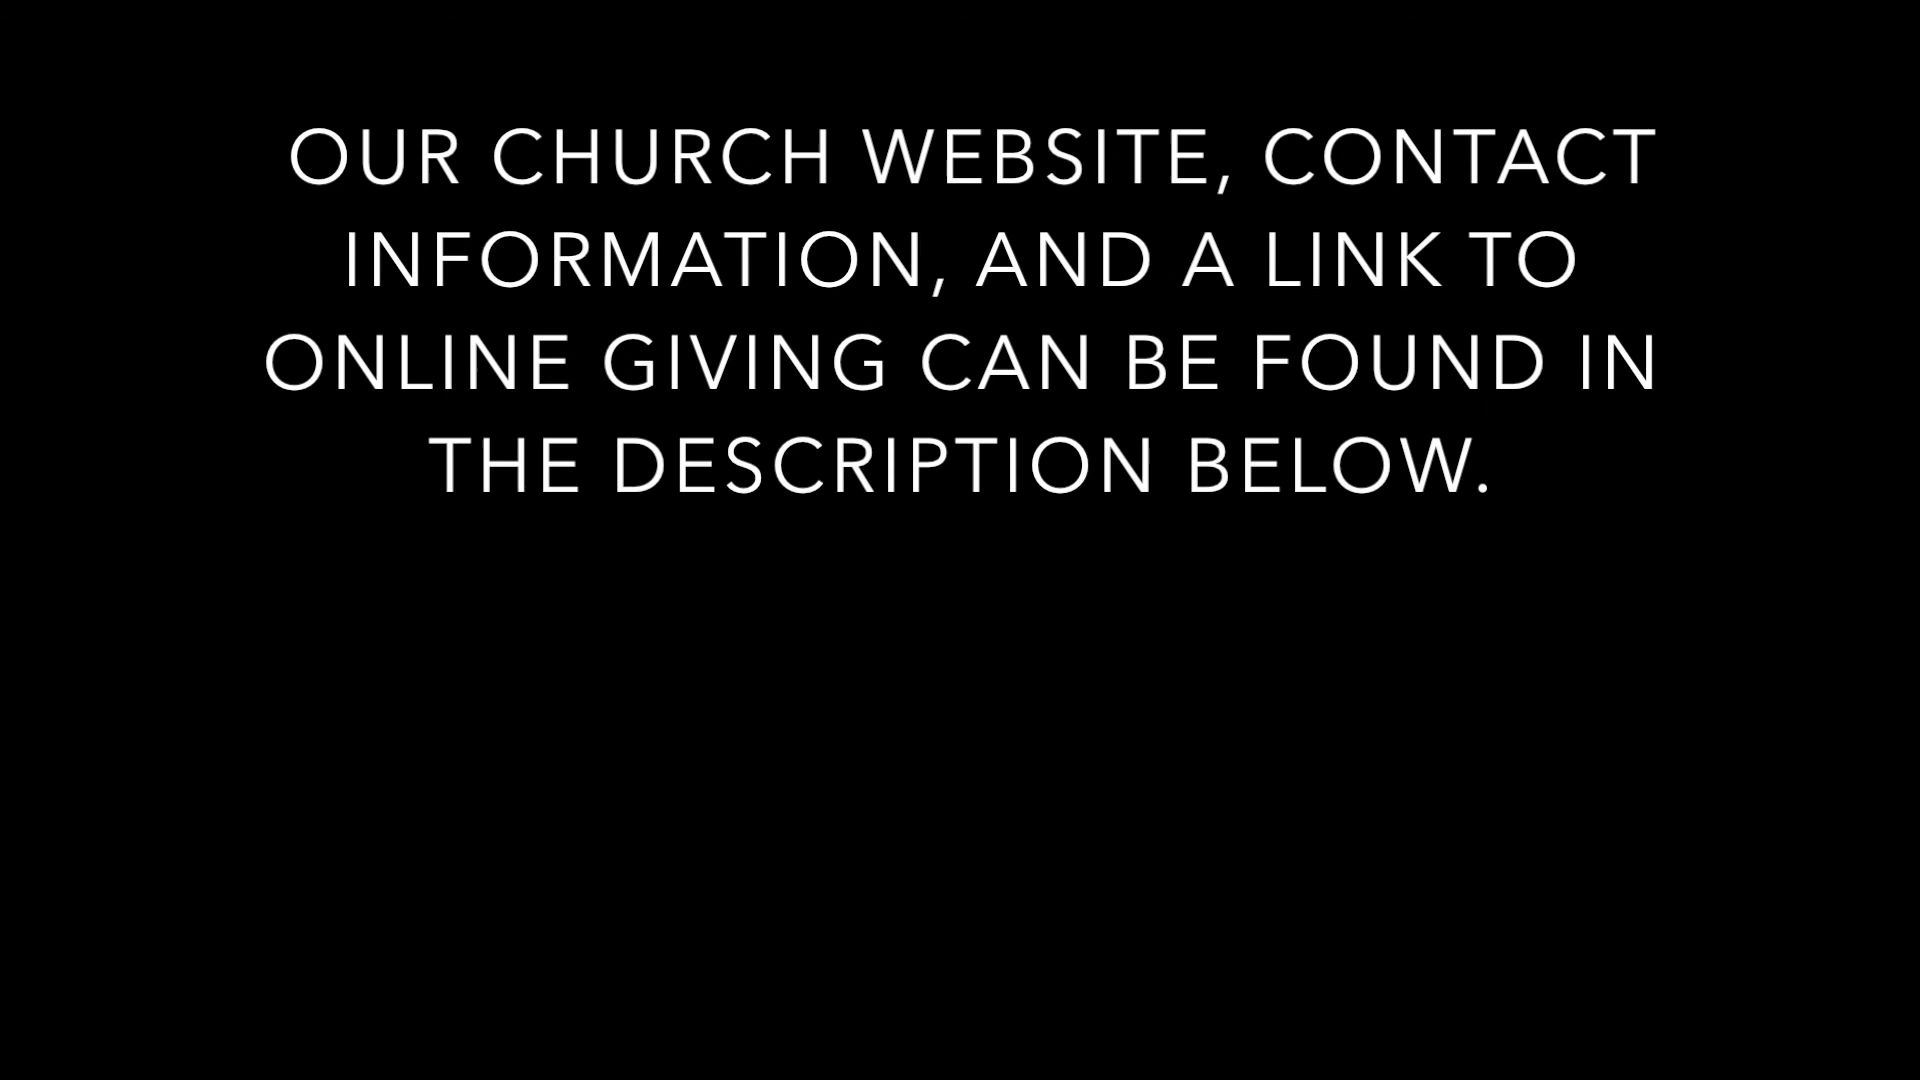 OUR CHURCH WEBSITE, CONTACT
INFORMATION, AND A LINK TO
ONLINE GIVING CAN BE FOUND IN
THE DESCRIPTION BELOW.